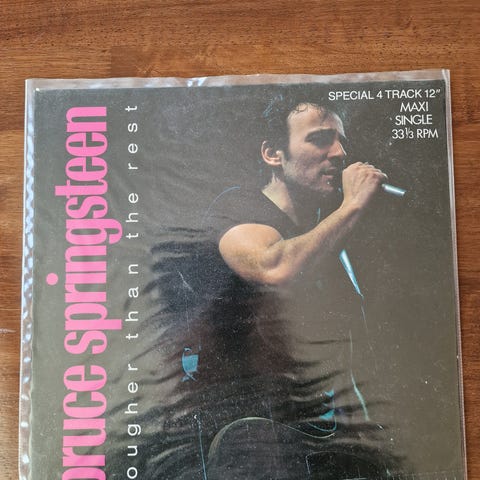 SPECIAL 4 TRACK 12"
MAXI
SINGLE
33⅓ RPM
bruce springsteen
ougher than the rest